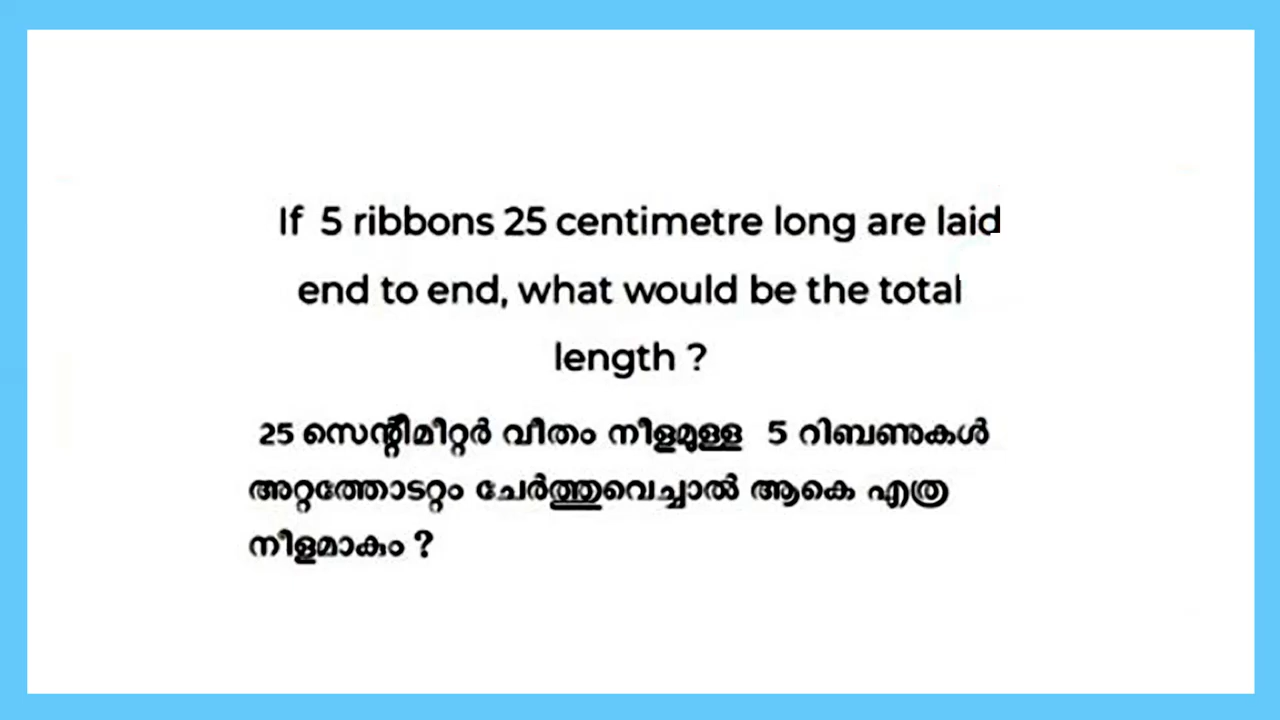 If 5 ribbons 25 centimetre long are laid
end to end, what would be the total
length ?
25 സെന്റീമീറ്റർ വീതം നീളമുള്ള 5 റിബണുകൾ
അറ്റത്തോടറ്റം ചേർത്തുവെച്ചാൽ ആകെ എത്ര
നീളമാകും ?